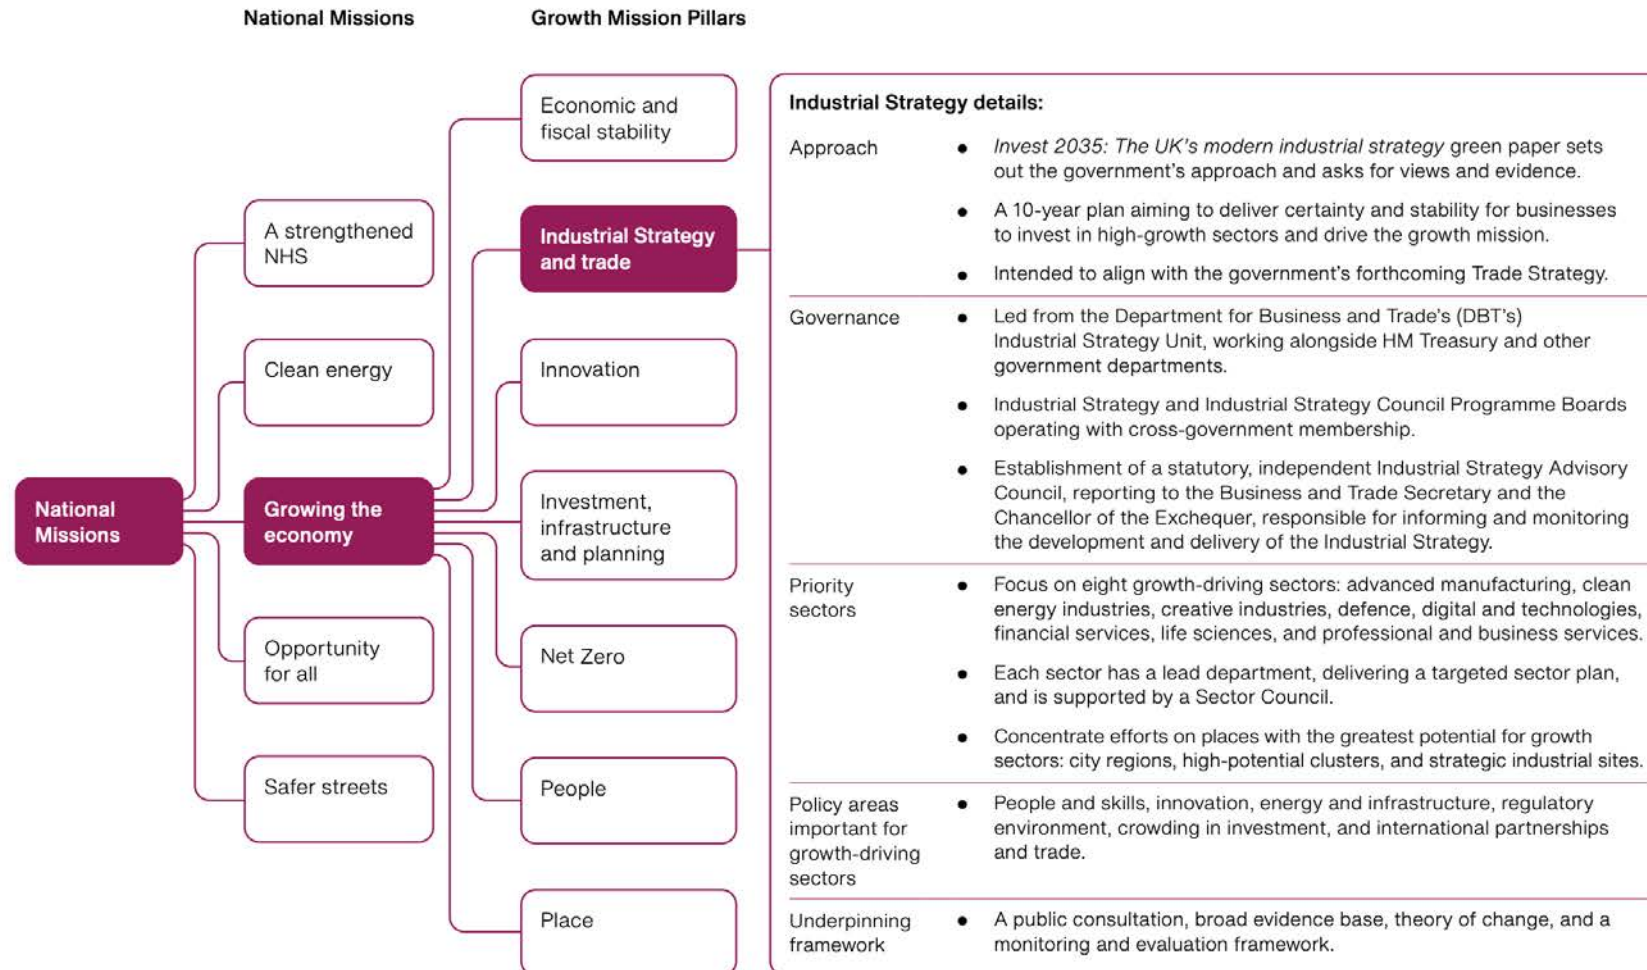 National Missions
Growth Mission Pillars
National
Missions
A strengthened
NHS
Clean energy
Growing the
economy
Opportunity
for all
Safer streets
Economic and
fiscal stability
Industrial Strategy
and trade
Innovation
Investment,
infrastructure
and planning
Net Zero
People
Place
Industrial Strategy details:
Approach
● Invest 2035: The UK's modern industrial strategy green paper sets
out the government's approach and asks for views and evidence.
● A 10-year plan aiming to deliver certainty and stability for businesses
to invest in high-growth sectors and drive the growth mission.
● Intended to align with the government's forthcoming Trade Strategy.
Governance
● Led from the Department for Business and Trade's (DBT's)
Industrial Strategy Unit, working alongside HM Treasury and other
government departments.
● Industrial Strategy and Industrial Strategy Council Programme Boards
operating with cross-government membership.
● Establishment of a statutory, independent Industrial Strategy Advisory
Council, reporting to the Business and Trade Secretary and the
Chancellor of the Exchequer, responsible for informing and monitoring
the development and delivery of the Industrial Strategy.
Priority
sectors
● Focus on eight growth-driving sectors: advanced manufacturing, clean
energy industries, creative industries, defence, digital and technologies,
financial services, life sciences, and professional and business services.
● Each sector has a lead department, delivering a targeted sector plan,
and is supported by a Sector Council.
● Concentrate efforts on places with the greatest potential for growth
sectors: city regions, high-potential clusters, and strategic industrial sites.
Policy areas
important for
growth-driving
sectors
● People and skills, innovation, energy and infrastructure, regulatory
environment, crowding in investment, and international partnerships
and trade.
Underpinning
framework
● A public consultation, broad evidence base, theory of change, and a
monitoring and evaluation framework.